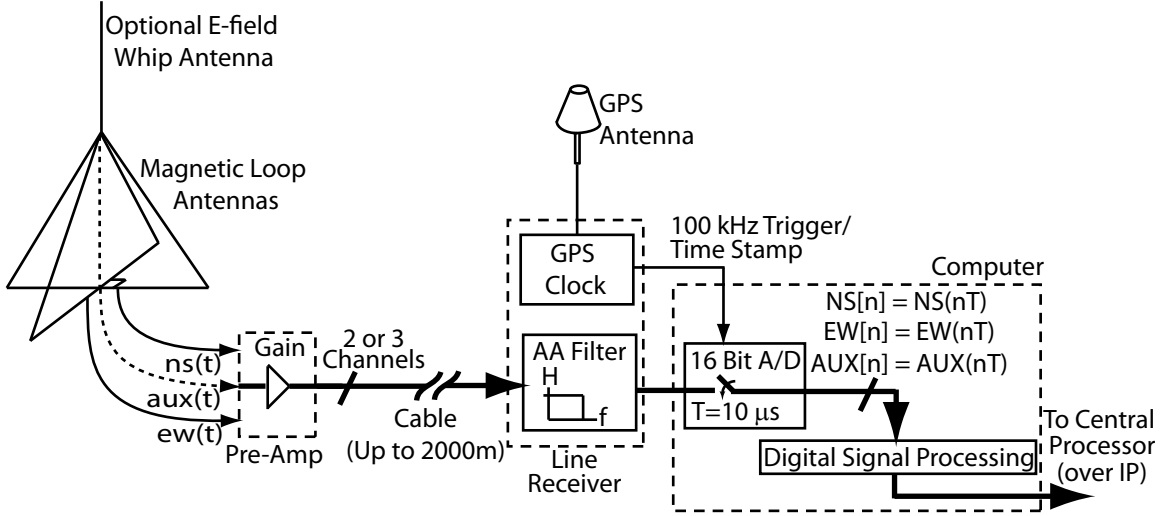 Optional E-field
Whip Antenna
GPS
Antenna
Magnetic Loop
Antennas
100 kHz Trigger/
Time Stamp
GPS
Clock
Computer
NS[n] = NS(nT)
EW[n] = EW(nT)
AUX[n] = AUX(nT)
ns(t)
aux(t)
ew(t)
Gain
Pre-Amp
2 or 3
Channels
Cable
(Up to 2000m)
AA Filter
H
f
Line
Receiver
16 Bit A/D
T=10 μs
Digital Signal Processing
To Central
Processor
(over IP)